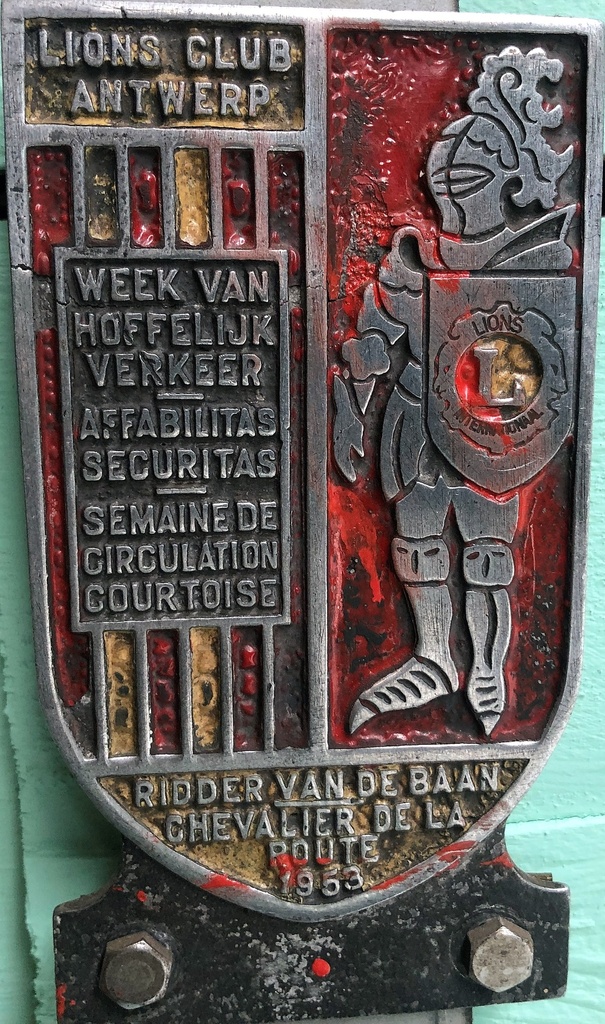 LIONS CLUB
ANTWERP
WEEK VAN
HOFFELIJK
VERKEER
AFFABILITAS
SECURITAS
SEMAINE DE
CIRCULATION
COURTOISE
LIONS
L
INTERNATIONAL
RIDDER VAN DE BAAN
CHEVALIER DE LA
ROUTE
1953